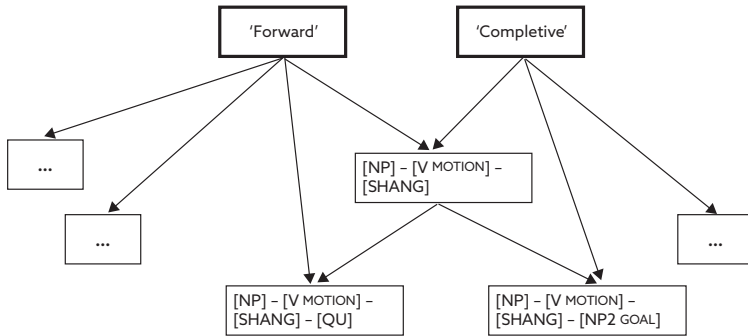 ‘Forward’
‘Completive’
...
[NP] – [V MOTION] –
[SHANG]
...
...
[NP] – [V MOTION] –
[SHANG] – [QU]
[NP] – [V MOTION] –
[SHANG] – [NP2 GOAL]